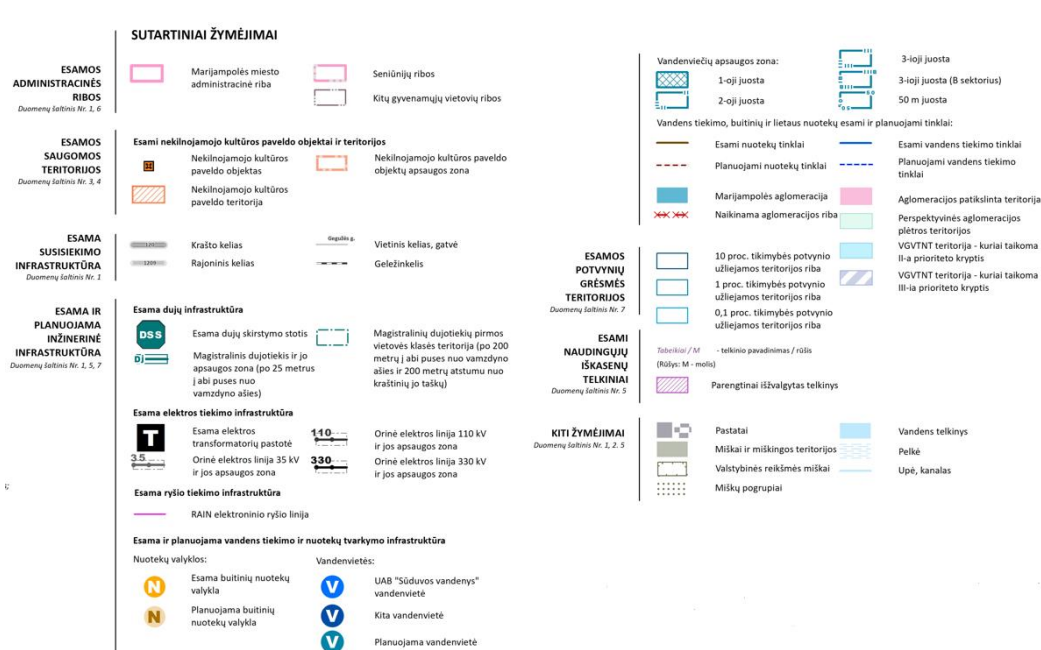 SUTARTINIAI ŽYMĖJIMAI
ESAMOS
ADMINISTRACINĖS
RIBOS
Duomenų šaltinis Nr. 1, 6
Marijampolės miesto
administracinė riba
Seniūnijų ribos
Kitų gyvenamųjų vietovių ribos
ESAMOS
SAUGOMOS
TERITORIJOS
Duomenų šaltinis Nr. 3, 4
Esami nekilnojamojo kultūros paveldo objektai ir teritorijos
Nekilnojamojo kultūros
paveldo objektas
Nekilnojamojo kultūros paveldo
objektų apsaugos zona
Nekilnojamojo kultūros
paveldo teritorija
ESAMA
SUSISIEKIMO
INFRASTRUKTŪRA
Duomenų šaltinis Nr. 1
Krašto kelias
Gegužės g.
Vietinis kelias, gatvė
1209
Rajoninis kelias
Geležinkelis
ESAMA IR
PLANUOJAMA
INŽINERINĖ
INFRASTRUKTŪRA
Duomenų šaltinis Nr. 1, 5, 7
Esama dujų infrastruktūra
DSS
Esama dujų skirstymo stotis
Magistralinių dujotiekių pirmos
vietovės klasės teritorija (po 200
metrų į abi puses nuo vamzdyno
ašies ir 200 metrų atstumu nuo
kraštinių jo taškų)
Magistralinis dujotiekis ir jo
apsaugos zona (po 25 metrus
į abi puses nuo
vamzdyno ašies)
Esama elektros tiekimo infrastruktūra
T
Esama elektros
transformatorių pastotė
110
Orinė elektros linija 110 kV
ir jos apsaugos zona
35
Orinė elektros linija 35 kV
ir jos apsaugos zona
330
Orinė elektros linija 330 kV
ir jos apsaugos zona
Esama ryšio tiekimo infrastruktūra
RAIN elektroninio ryšio linija
Esama ir planuojama vandens tiekimo ir nuotekų tvarkymo infrastruktūra
Nuotekų valyklos:
N
Esama buitinių nuotekų
valykla
N
Planuojama buitinių
nuotekų valykla
Vandenvietės:
V
UAB "Sūduvos vandenys"
vandenvietė
V
Kita vandenvietė
V
Planuojama vandenvietė
Vandenviečių apsaugos zona:
1-oji juosta
2-oji juosta
3-ioji juosta
3-ioji juosta (B sektorius)
50 m juosta
Vandens tiekimo, buitinių ir lietaus nuotekų esami ir planuojami tinklai:
Esami nuotekų tinklai
Esami vandens tiekimo tinklai
Planuojami nuotekų tinklai
Planuojami vandens tiekimo
tinklai
Marijampolės aglomeracija
Aglomeracijos patikslinta teritorija
Naikinama aglomeracijos riba
Perspektyvinės aglomeracijos
plėtros teritorijos
VGVTNT teritorija - kuriai taikoma
II-a prioriteto kryptis
VGVTNT teritorija - kuriai taikoma
III-ia prioriteto kryptis
ESAMOS
POTVYNIŲ
GRĖSMĖS
TERITORIJOS
Duomenų šaltinis Nr. 7
10 proc. tikimybės potvynio
užliejamos teritorijos riba
1 proc. tikimybės potvynio
užliejamos teritorijos riba
0,1 proc. tikimybės potvynio
užliejamos teritorijos riba
ESAMI
NAUDINGŲJŲ
IŠKASENŲ
TELKINIAI
Duomenų šaltinis Nr. 5
Tabeikiai / M - telkinio pavadinimas / rūšis
(Rūšys: M - molis)
Parengtinai išžvalgytas telkinys
KITI ŽYMĖJIMAI
Duomenų šaltinis Nr. 1, 2. 5
Pastatai
Vandens telkinys
Miškai ir miškingos teritorijos
Pelkė
Valstybinės reikšmės miškai
Upė, kanalas
Miškų pogrupiai